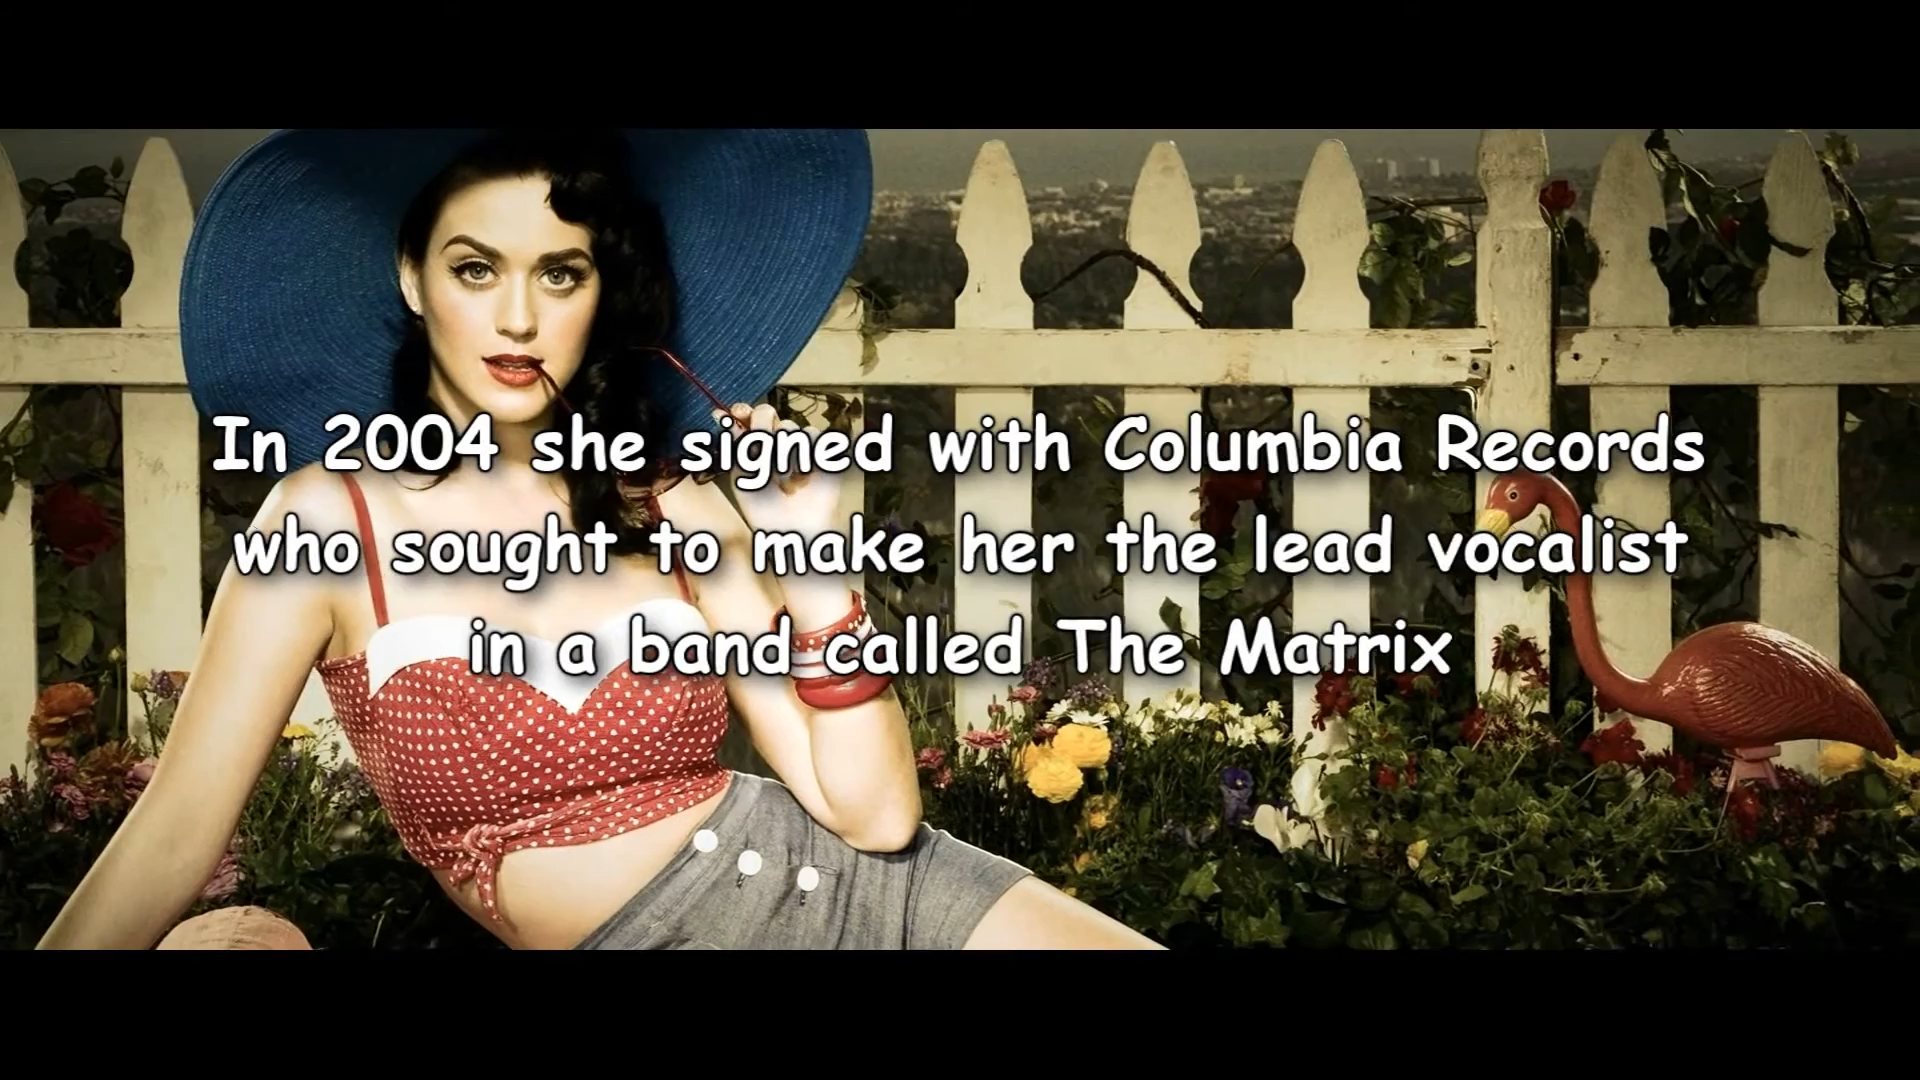 In 2004 she signed with Columbia Records
who sought to make her the lead vocalist
in a band called The Matrix